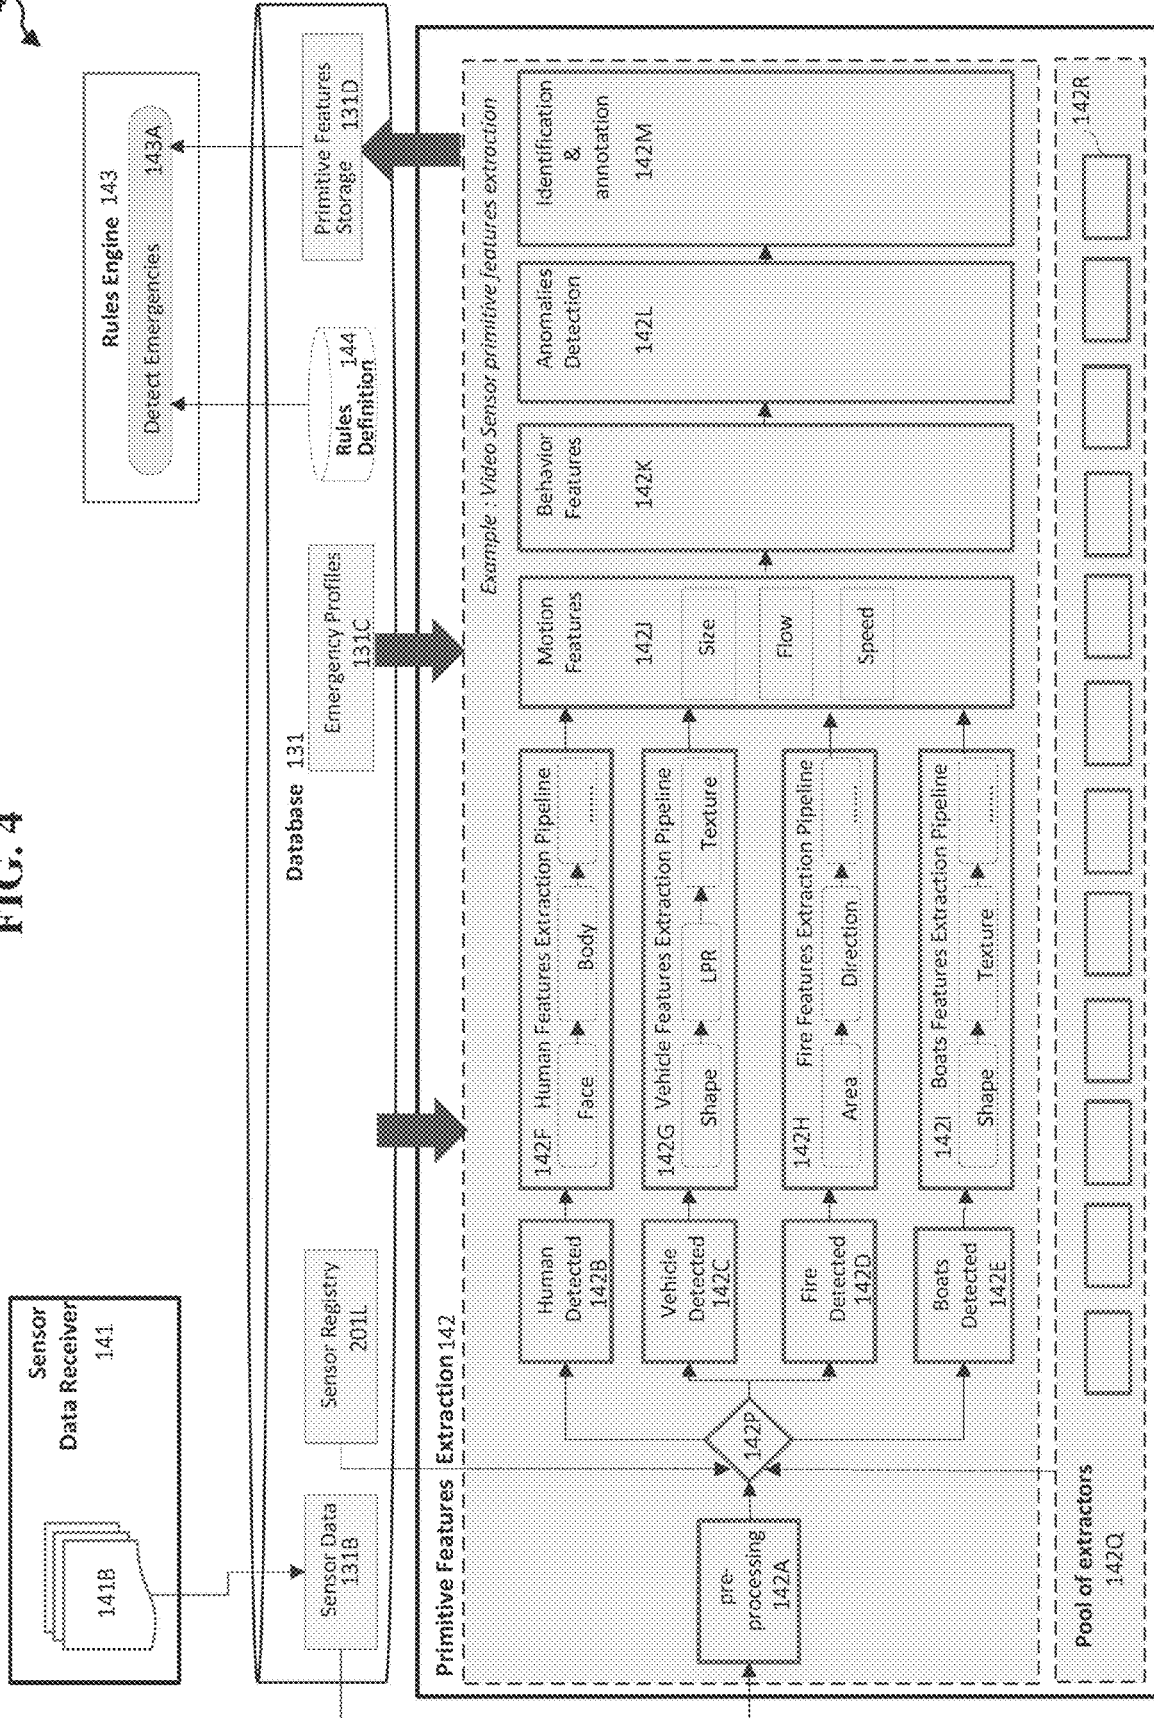 FIG. 4
Sensor
Data Receiver
141
141B
Rules Engine 143
Detect Emergencies 143A
Database 131
Sensor Data
131B
Sensor Registry
201L
Emergency Profiles
131C
Rules 144
Definition
Primitive Features
Storage 131D
Primitive Features Extraction 142
Example : Video Sensor primitive features extraction
pre-
processing
142A
142P
Human
Detected
142B
Vehicle
Detected
142C
Fire
Detected
142D
Boats
Detected
142E
142F Human Features Extraction Pipeline
Face
Body
.......
142G Vehicle Features Extraction Pipeline
Shape
LPR
Texture
142H Fire Features Extraction Pipeline
Area
Direction
.......
142I Boats Features Extraction Pipeline
Shape
Texture
.......
Motion
Features
142J
Size
Flow
Speed
Behavior
Features
142K
Anomalies
Detection
142L
Identification
&
annotation
142M
Pool of extractors
142Q
142R